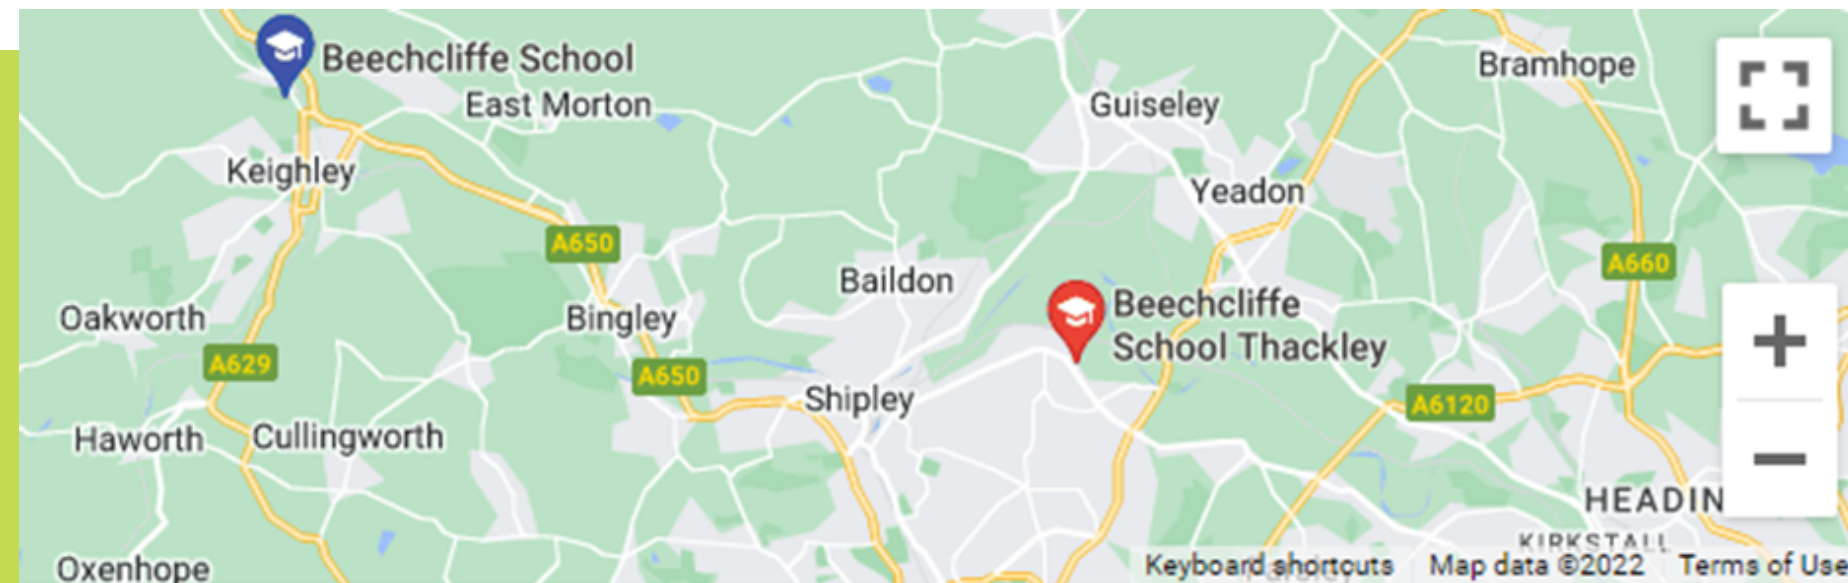 Beechcliffe School
Bramhope
East Morton
Guiseley
Keighley
Yeadon
A650
A660
Baildon
Beechcliffe
School Thackley
Oakworth
Bingley
A629
A650
Shipley
A6120
Haworth
Cullingworth
HEADIN
KIRKSTALL
Oxenhope
Keyboard shortcuts
Map data ©2022
Terms of Use